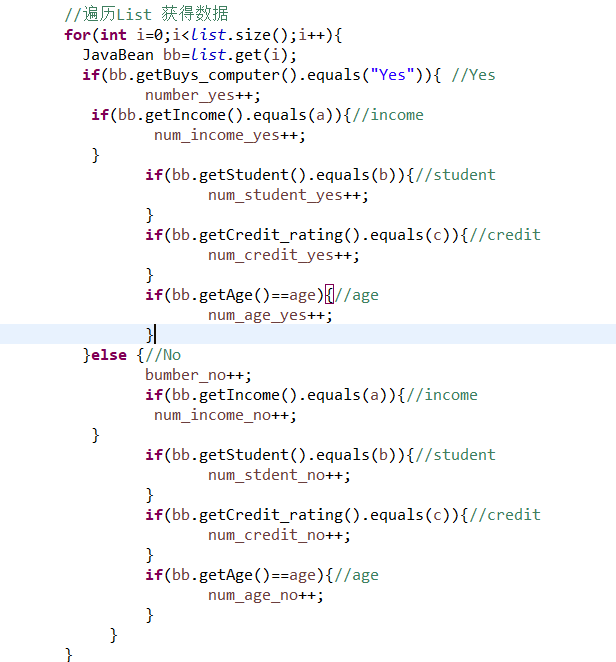 //遍历List 获得数据
for(int i=0;i<list.size();i++){
JavaBean bb=list.get(i);
if(bb.getBuys_computer().equals("Yes")){ //Yes
number_yes++;
if(bb.getIncome().equals(a)){//income
num_income_yes++;
}
if(bb.getStudent().equals(b)){//student
num_student_yes++;
}
if(bb.getCredit_rating().equals(c)){//credit
num_credit_yes++;
}
if(bb.getAge()==age){//age
num_age_yes++;
}
}else {//No
bumber_no++;
if(bb.getIncome().equals(a)){//income
num_income_no++;
}
if(bb.getStudent().equals(b)){//student
num_stdent_no++;
}
if(bb.getCredit_rating().equals(c)){//credit
num_credit_no++;
}
if(bb.getAge()==age){//age
num_age_no++;
}
}
}